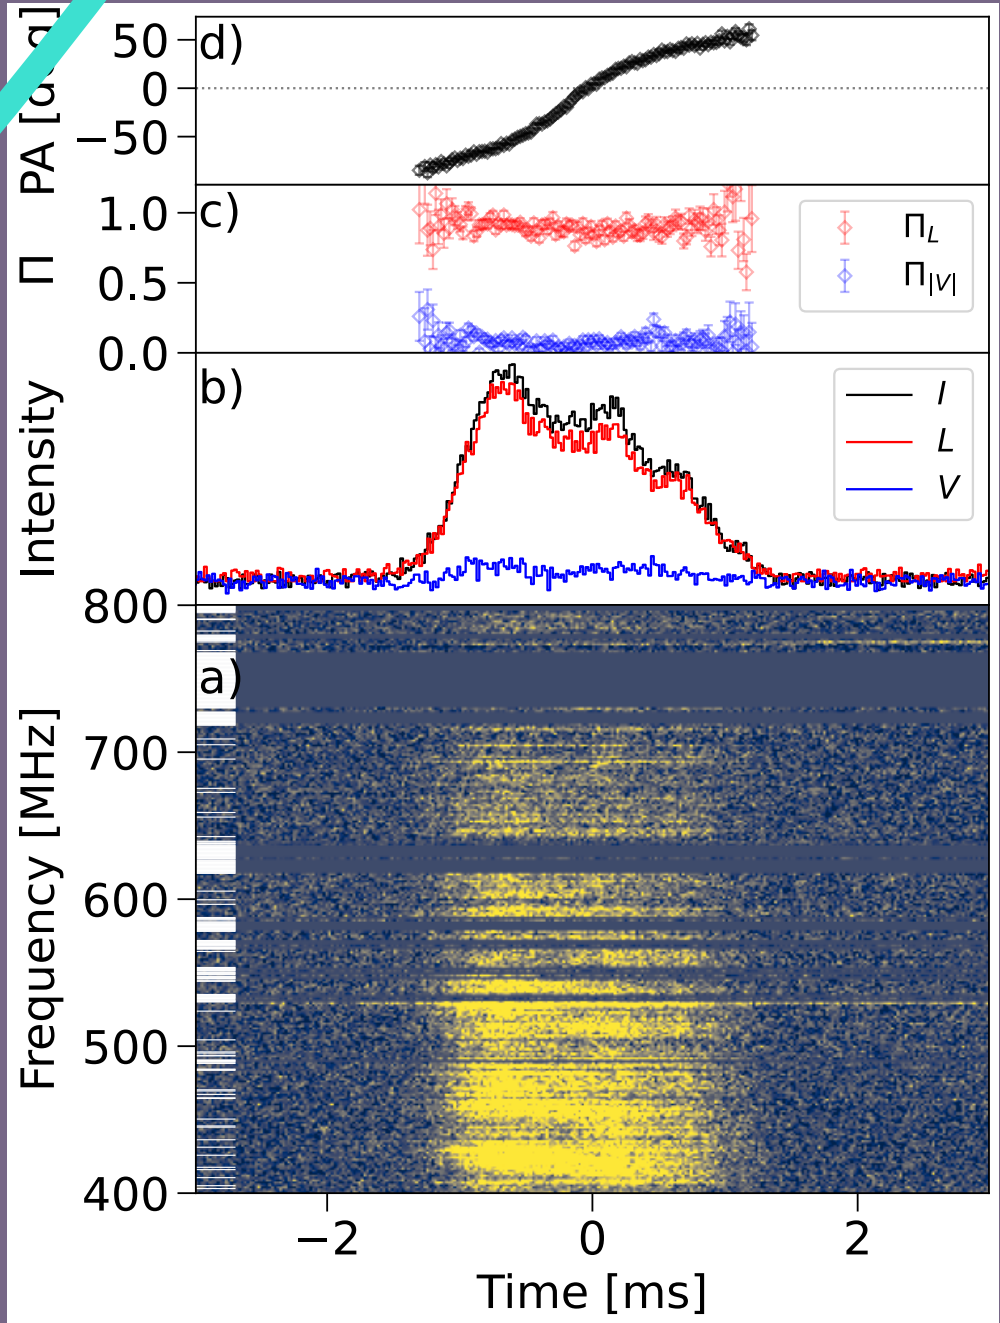 PA [deg]
50
0
−50
d)
Π
1.0
0.5
0.0
c)
Π_L
Π_|V|
Intensity
b)
I
L
V
Frequency [MHz]
800
700
600
500
400
a)
−2
0
2
Time [ms]